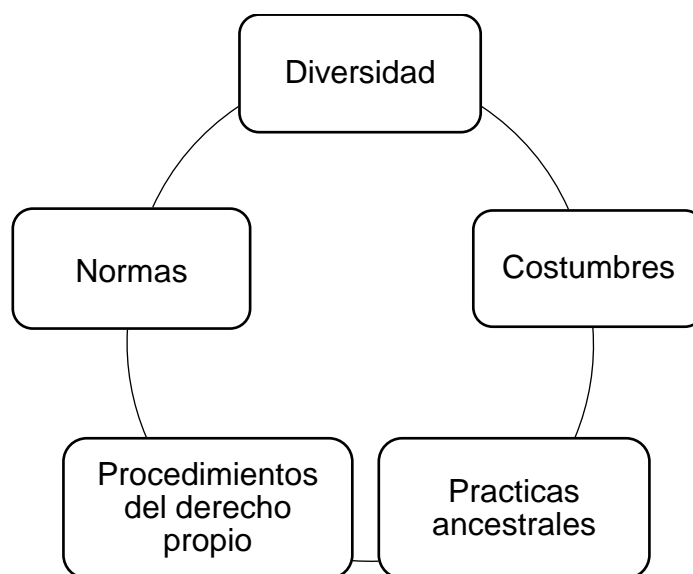 Diversidad
Normas
Costumbres
Procedimientos
del derecho
propio
Practicas
ancestrales